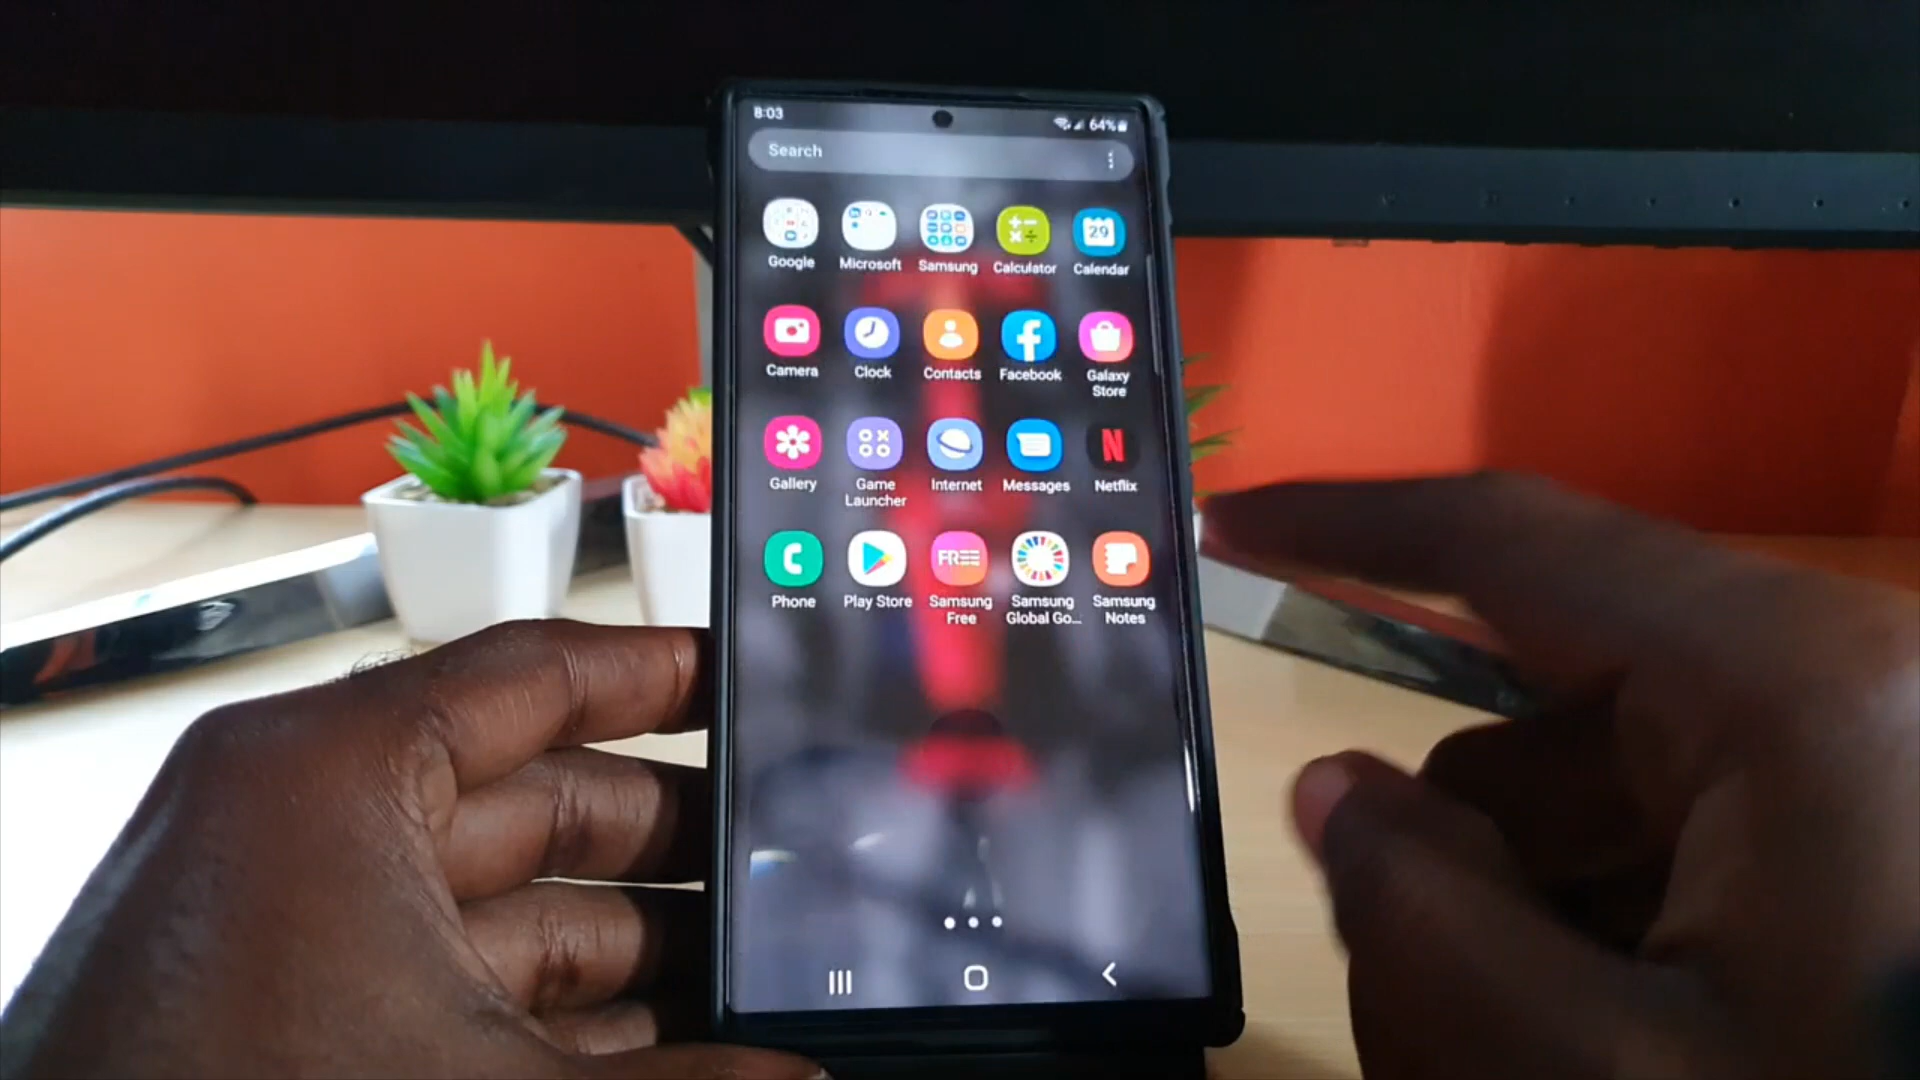 8:03
64%
Search
Google Microsoft Samsung Calculator Calendar
29
Camera Clock Contacts Facebook Galaxy
Store
Gallery Game Internet Messages Netflix
Launcher
FREE
Phone Play Store Samsung Samsung Samsung
Free Global Go... Notes